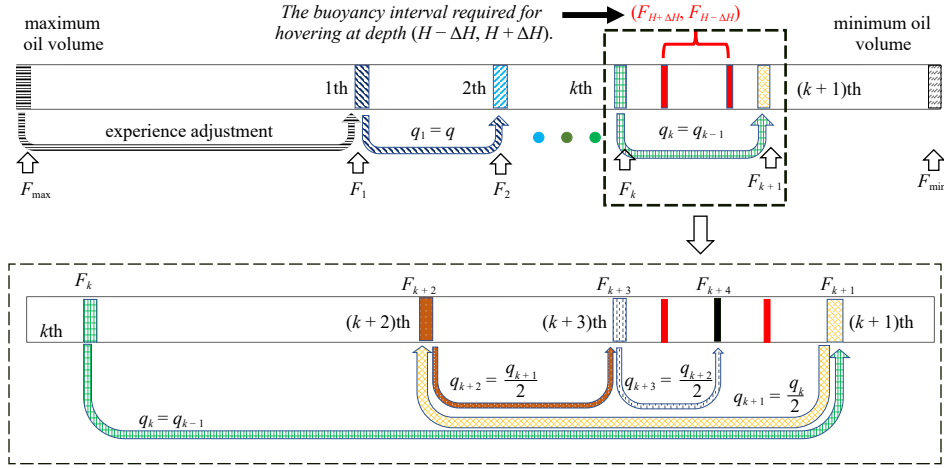 The buoyancy interval required for
hovering at depth (H − ΔH, H + ΔH).
(F_{H+ΔH}, F_{H−ΔH})
maximum
oil volume
minimum
oil volume
1th
2th
kth
(k + 1)th
experience adjustment
q_1 = q
q_k = q_{k−1}
F_max
F_1
F_2
F_k
F_{k+1}
F_min
F_k
F_{k+2}
F_{k+3}
F_{k+4}
F_{k+1}
kth
(k + 2)th
(k + 3)th
(k + 1)th
q_{k+2} = q_{k+1}/2
q_{k+3} = q_{k+2}/2
q_{k+1} = q_k/2
q_k = q_{k−1}